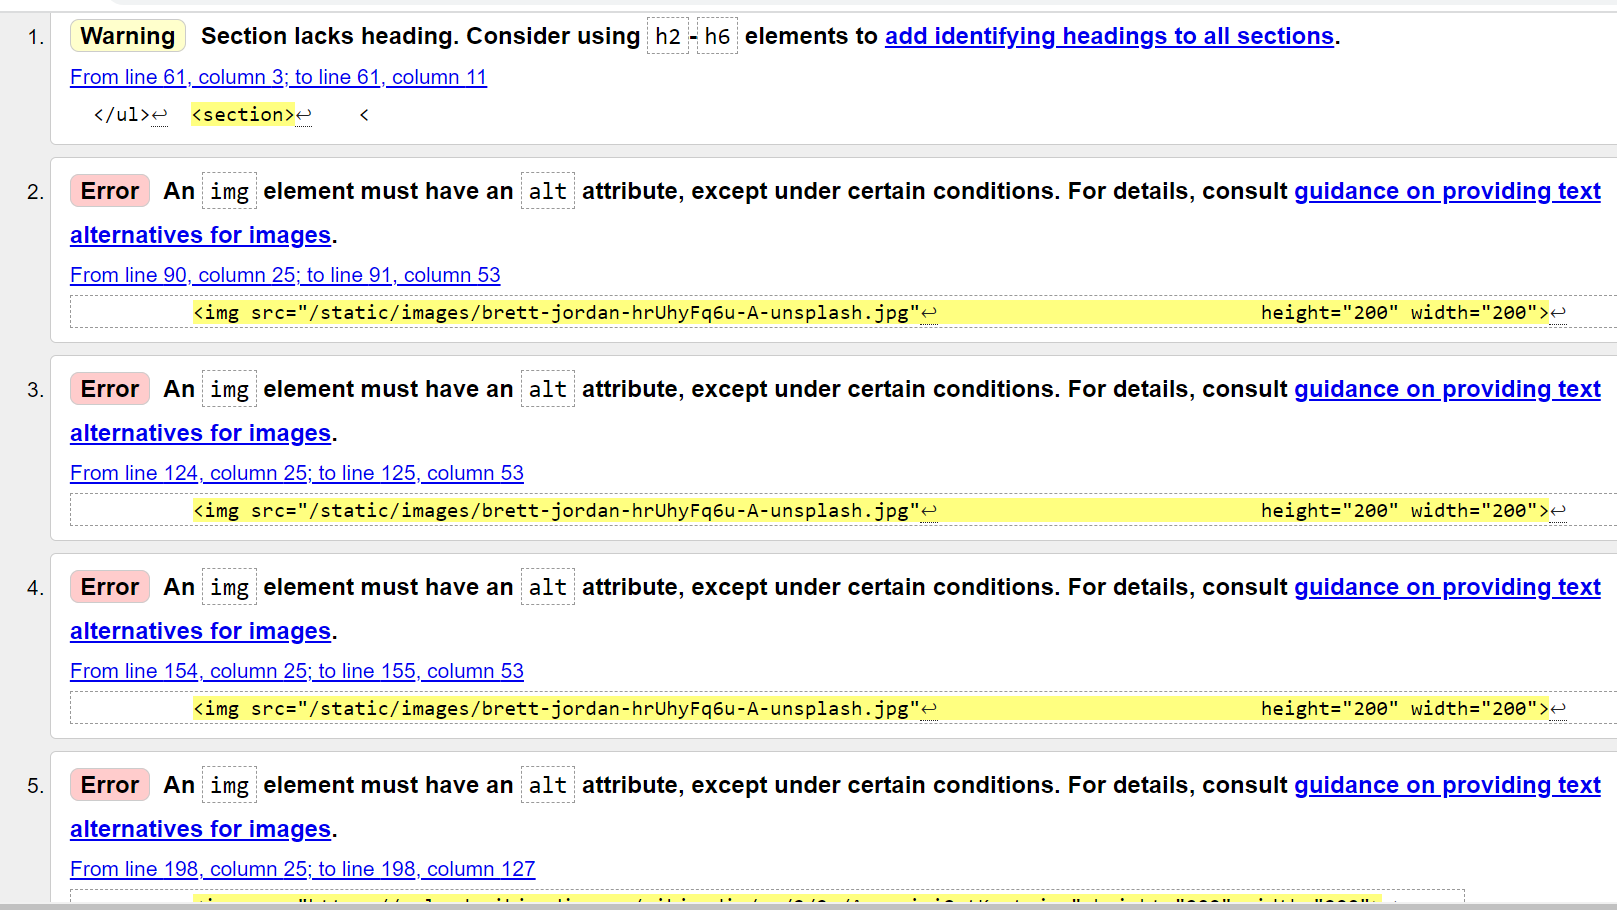 1. Warning Section lacks heading. Consider using h2-h6 elements to add identifying headings to all sections.
From line 61, column 3; to line 61, column 11
</ul>↩ <section>↩ <
2. Error An img element must have an alt attribute, except under certain conditions. For details, consult guidance on providing text
alternatives for images.
From line 90, column 25; to line 91, column 53
<img src="/static/images/brett-jordan-hrUhyFq6u-A-unsplash.jpg"↩ height="200" width="200">↩
3. Error An img element must have an alt attribute, except under certain conditions. For details, consult guidance on providing text
alternatives for images.
From line 124, column 25; to line 125, column 53
<img src="/static/images/brett-jordan-hrUhyFq6u-A-unsplash.jpg"↩ height="200" width="200">↩
4. Error An img element must have an alt attribute, except under certain conditions. For details, consult guidance on providing text
alternatives for images.
From line 154, column 25; to line 155, column 53
<img src="/static/images/brett-jordan-hrUhyFq6u-A-unsplash.jpg"↩ height="200" width="200">↩
5. Error An img element must have an alt attribute, except under certain conditions. For details, consult guidance on providing text
alternatives for images.
From line 198, column 25; to line 198, column 127